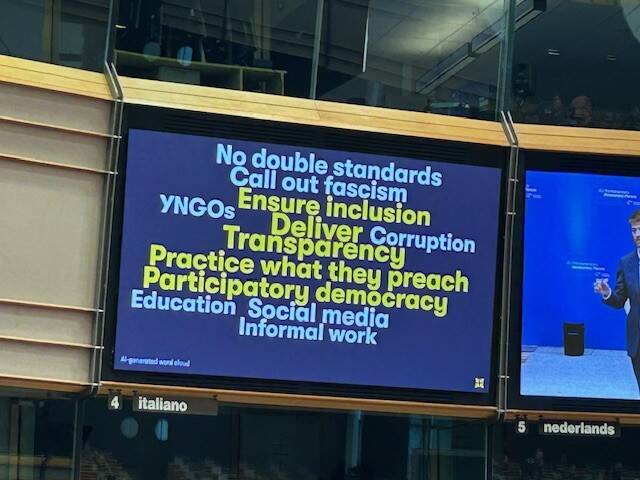 No double standards
Call out fascism
УNGOs
Ensure inclusion
Deliver
Corruption
Transparency
Practice what they preach
Participatory democracy
Education
Social media
Informal work
AI-generated word cloud
4 italiano
5 nederlands